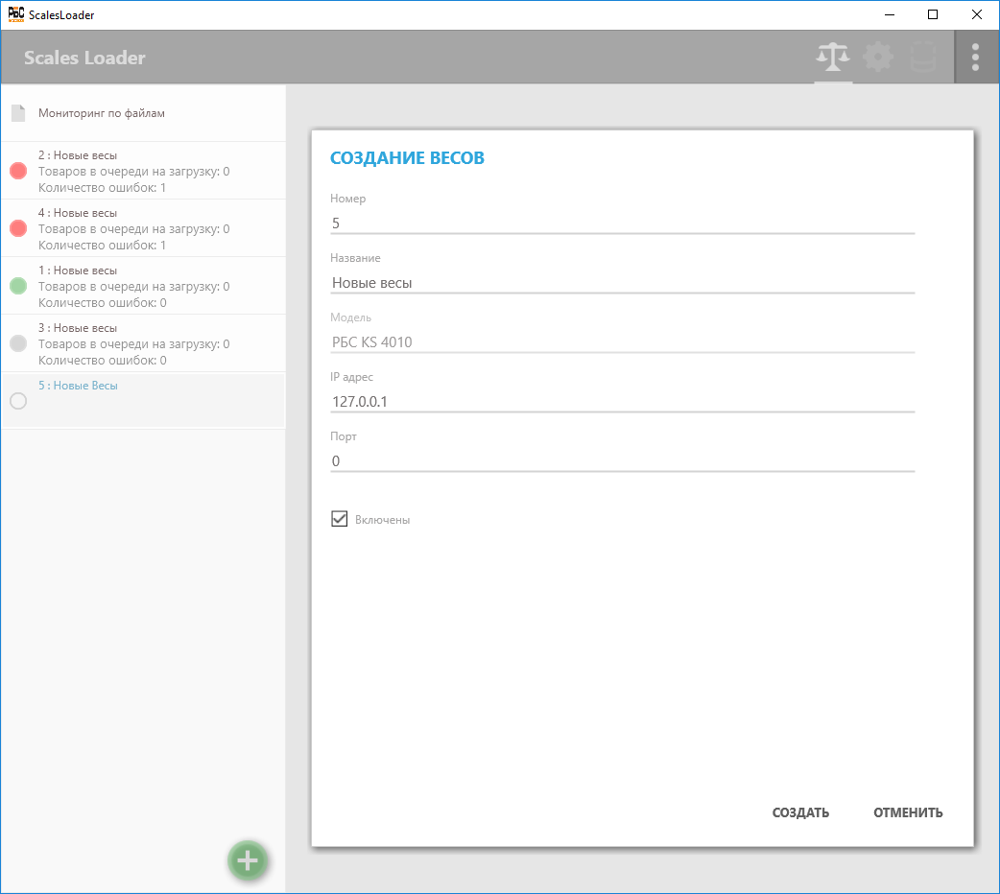 РБС
ScalesLoader
Scales Loader
Мониторинг по файлам
2 : Новые весы
Товаров в очереди на загрузку: 0
Количество ошибок: 1
4 : Новые весы
Товаров в очереди на загрузку: 0
Количество ошибок: 1
1 : Новые весы
Товаров в очереди на загрузку: 0
Количество ошибок: 0
3 : Новые весы
Товаров в очереди на загрузку: 0
Количество ошибок: 0
5 : Новые Весы
СОЗДАНИЕ ВЕСОВ
Номер
5
Название
Новые весы
Модель
РБС KS 4010
IP адрес
127.0.0.1
Порт
0
Включены
СОЗДАТЬ
ОТМЕНИТЬ